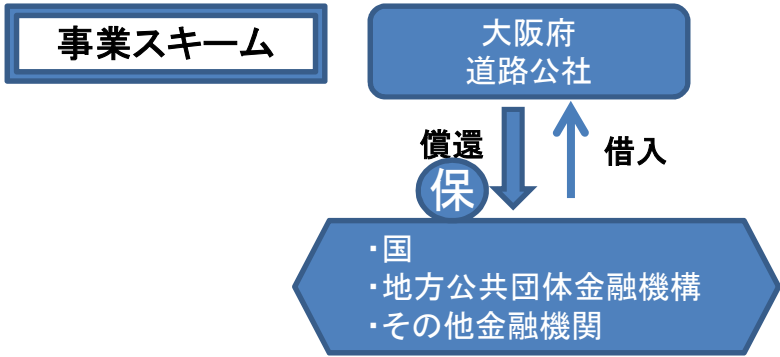 事業スキーム
大阪府
道路公社
償還
借入
保
・国
・地方公共団体金融機構
・その他金融機関